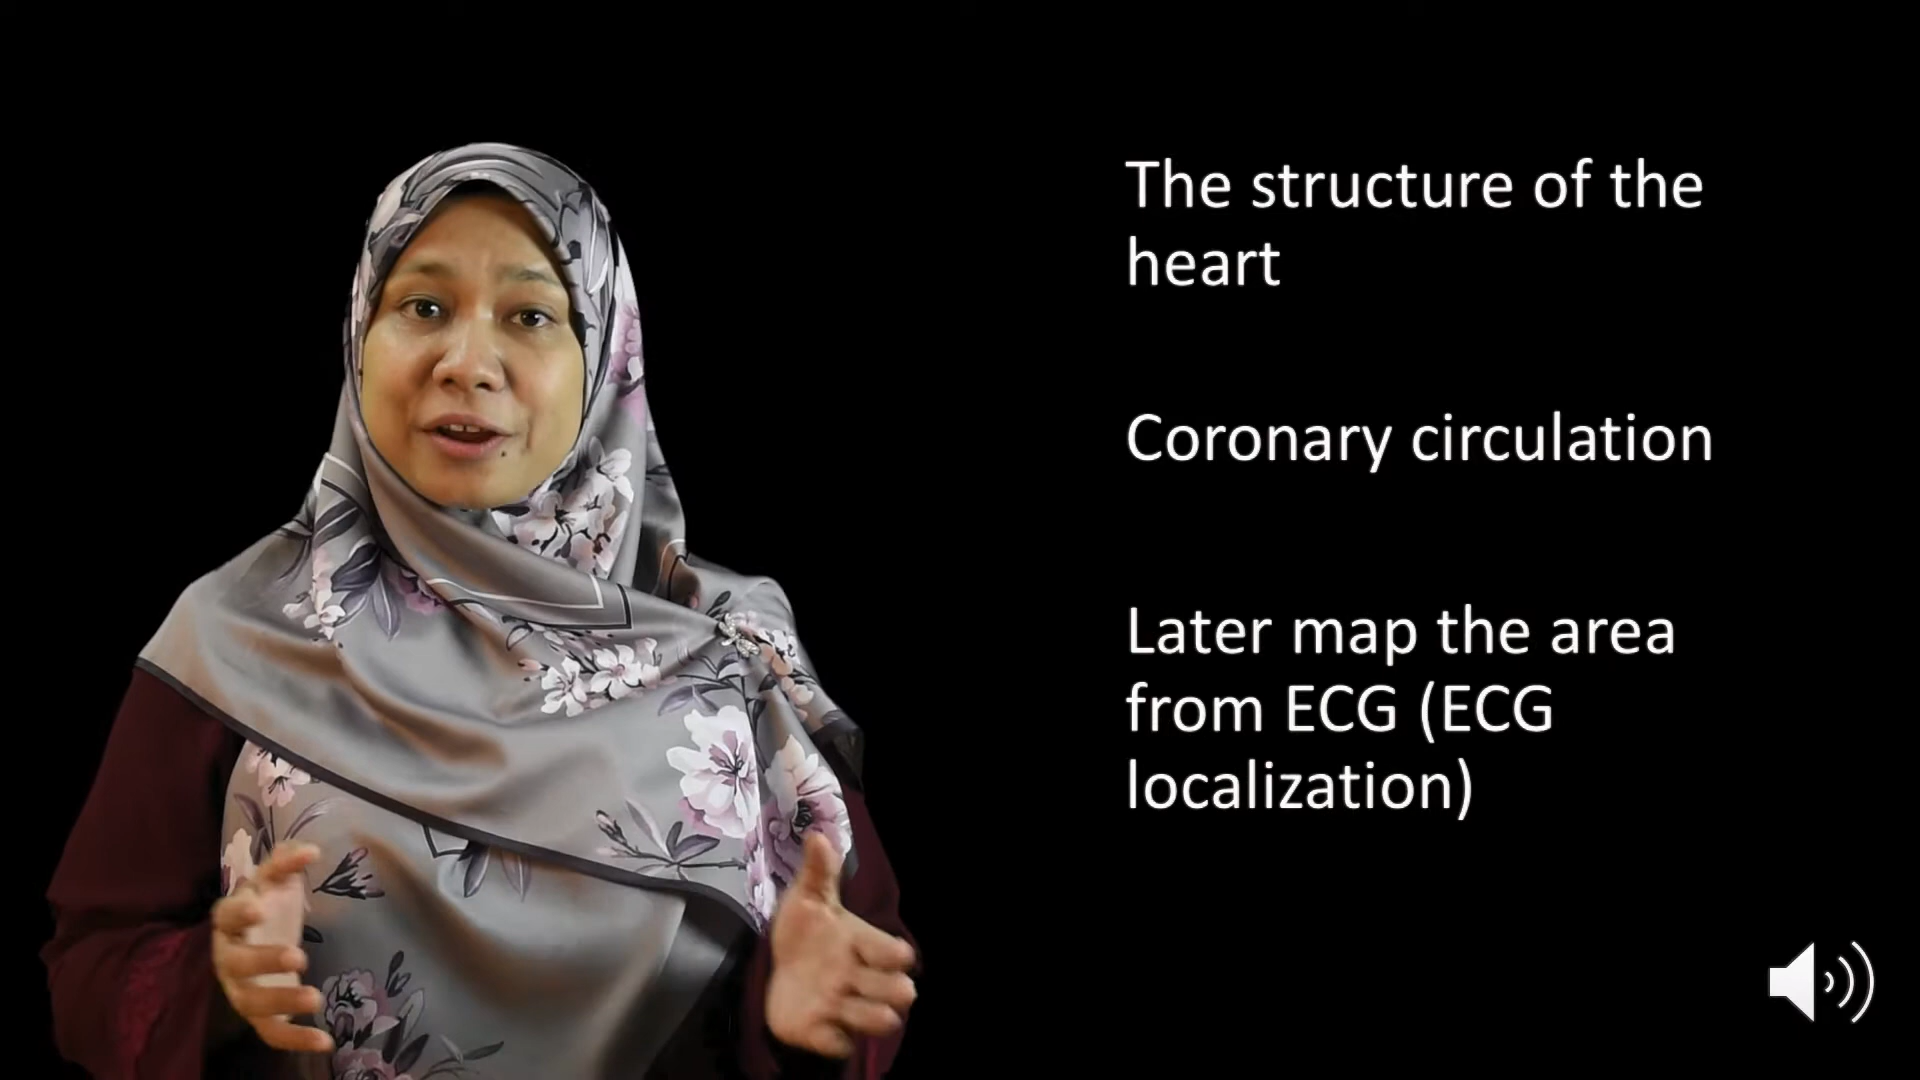 The structure of the
heart
Coronary circulation
Later map the area
from ECG (ECG
localization)